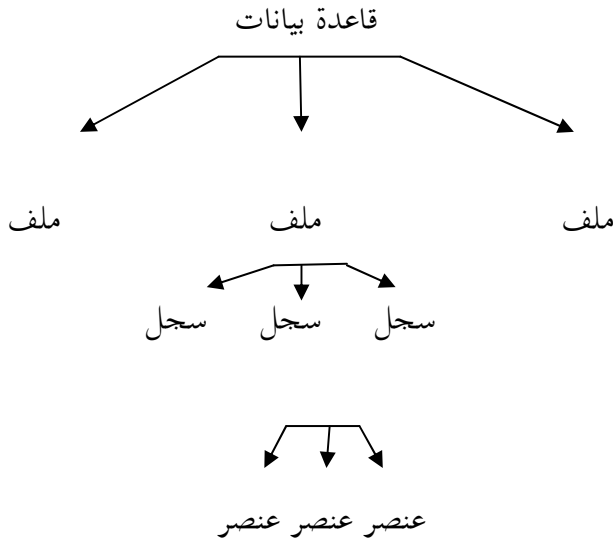 قاعدة بيانات
ملف ملف ملف
سجل سجل سجل
عنصر عنصر عنصر